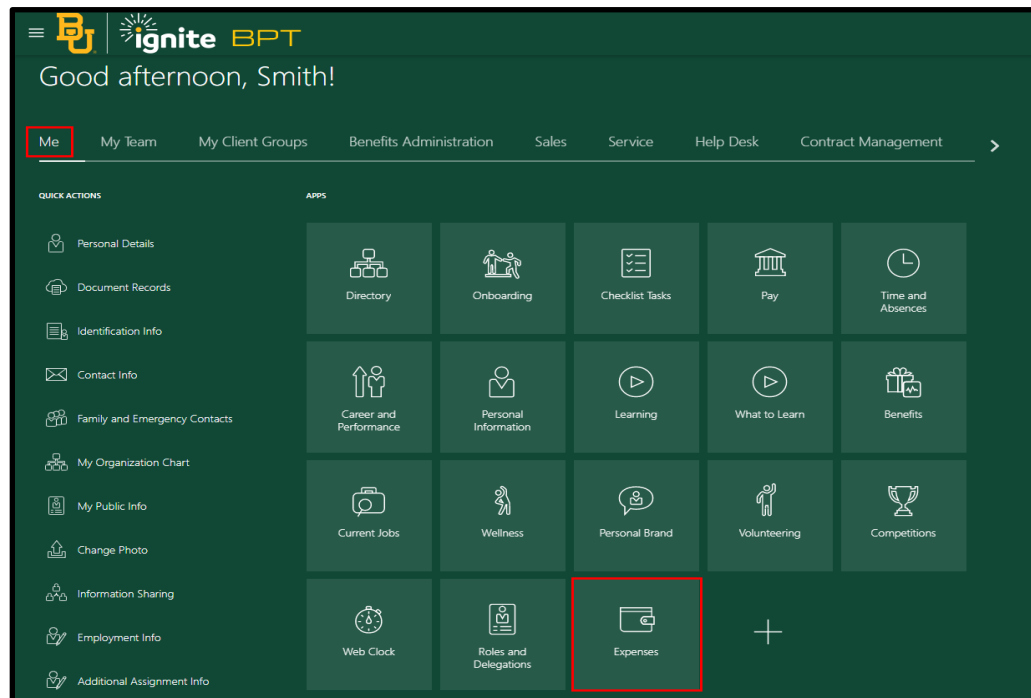 BU ignite BPT
Good afternoon, Smith!
Me My Team My Client Groups Benefits Administration Sales Service Help Desk Contract Management
QUICK ACTIONS
Personal Details
Document Records
Identification Info
Contact Info
Family and Emergency Contacts
My Organization Chart
My Public Info
Change Photo
Information Sharing
Employment Info
Additional Assignment Info
APPS
Directory
Onboarding
Checklist Tasks
Pay
Time and
Absences
Career and
Performance
Personal
Information
Learning
What to Learn
Benefits
Current Jobs
Wellness
Personal Brand
Volunteering
Competitions
Web Clock
Roles and
Delegations
Expenses